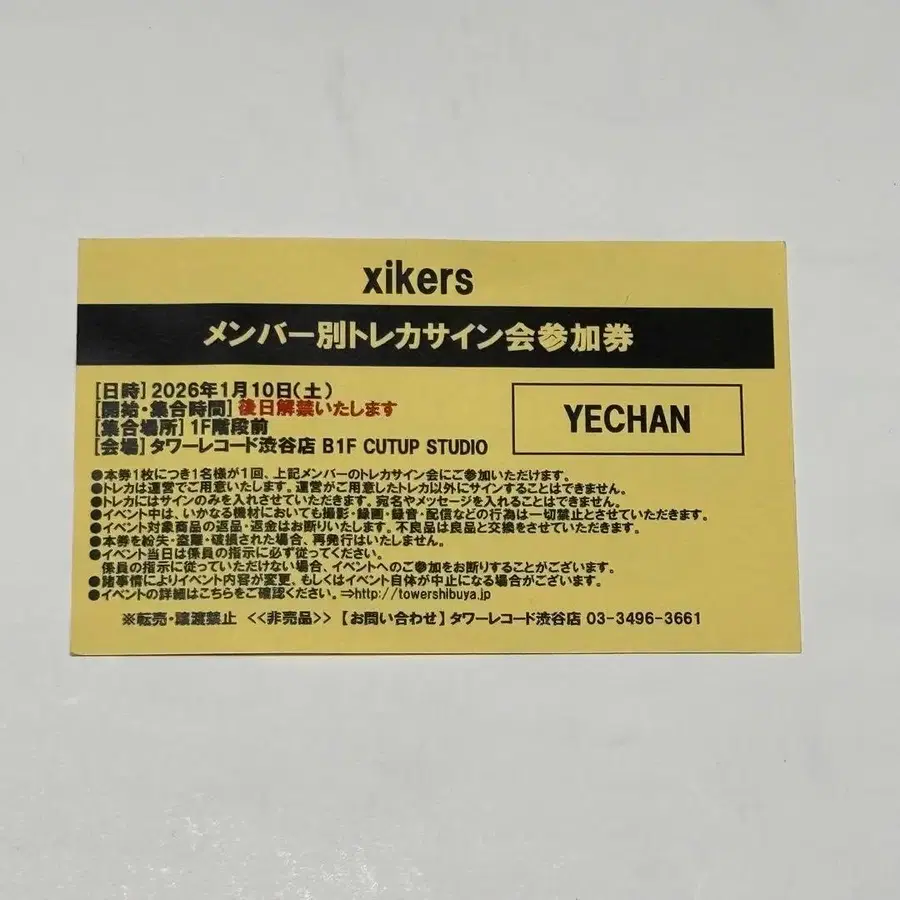 xikers
メンバー別トレカサイン会参加券
[日時] 2026年1月10日(土)
[開始・集合時間] 後日解禁いたします
[集合場所] 1F階段前
[会場] タワーレコード渋谷店 B1F CUTUP STUDIO
YECHAN
●本券1枚につき1名様が1回、上記メンバーのトレカサイン会にご参加いただけます。
●トレカは運営でご用意いたします。運営がご用意したトレカ以外にサインすることはできません。
●トレカにはサインのみを入れさせていただきます。宛名やメッセージを入れることはできません。
●イベント中は、いかなる機材においても撮影・録画・録音・配信などの行為は一切禁止とさせていただきます。
●イベント対象商品の返品・返金はお断りいたします。不良品は良品と交換をさせていただきます。
●本券を紛失・盗難・破損された場合、再発行はいたしません。
●イベント当日は係員の指示に必ず従ってください。
係員の指示に従っていただけない場合、イベントへのご参加をお断りすることがございます。
●諸事情によりイベント内容が変更、もしくはイベント自体が中止になる場合がございます。
●イベントの詳細はこちらをご確認ください。⇒http://towershibuya.jp
※転売・譲渡禁止 <<非売品>> 【お問い合わせ】タワーレコード渋谷店 03-3496-3661